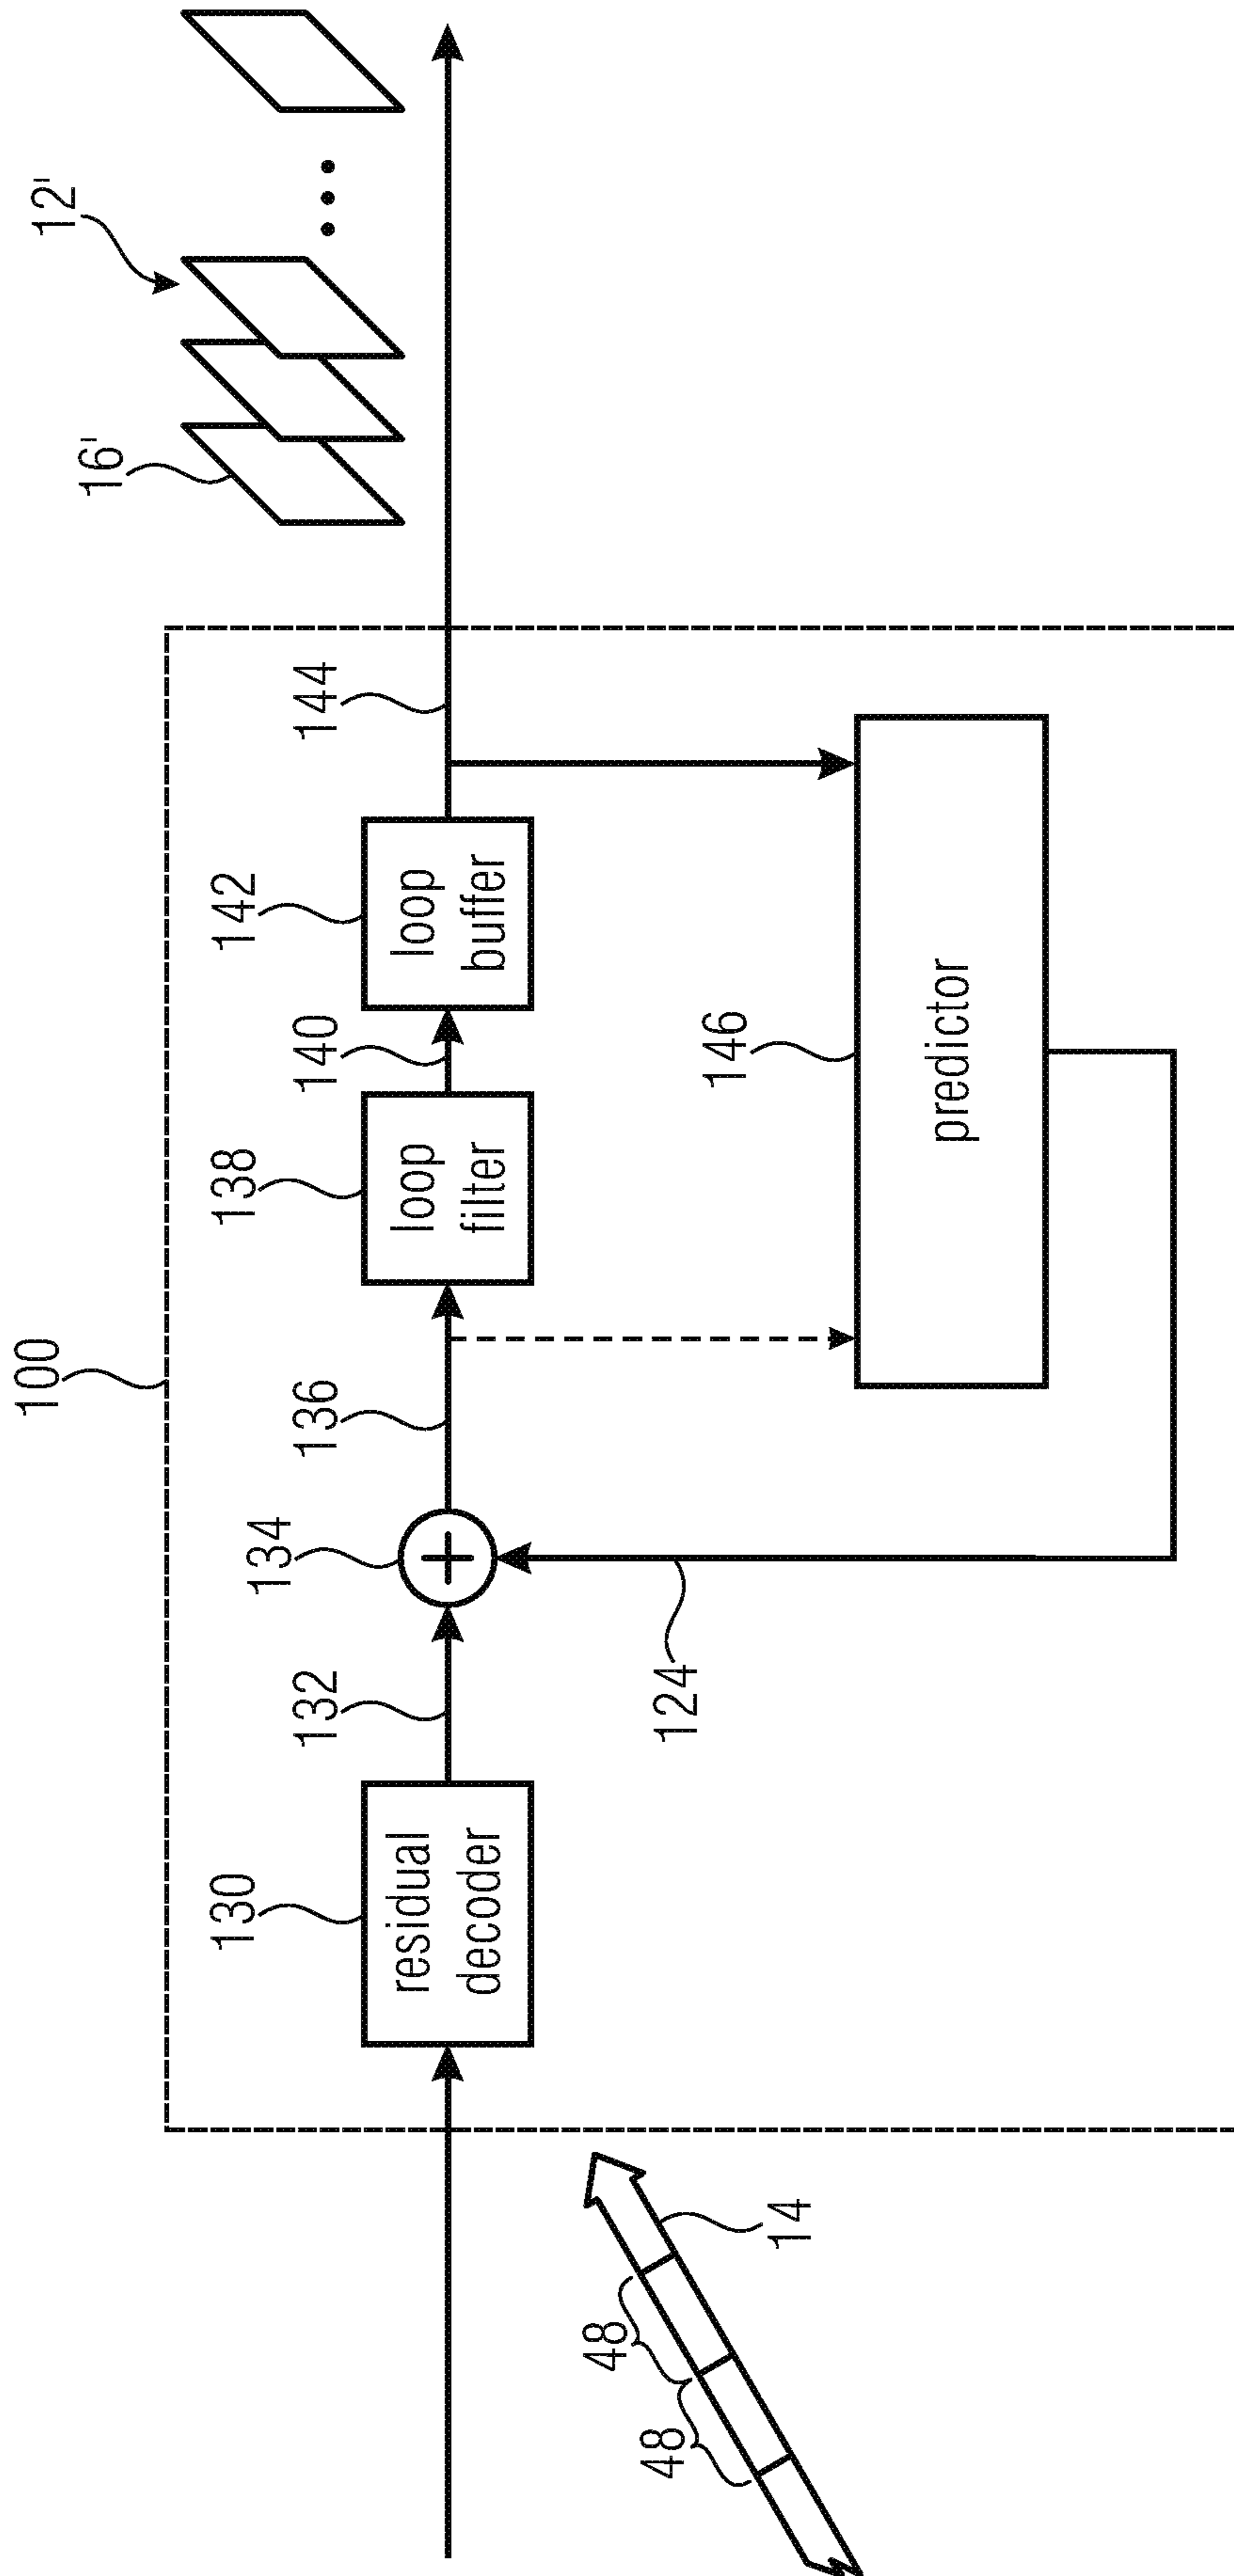 100
12'
16'
130
residual
decoder
132
134
136
138
loop
filter
140
142
loop
buffer
144
124
146
predictor
48
48
14